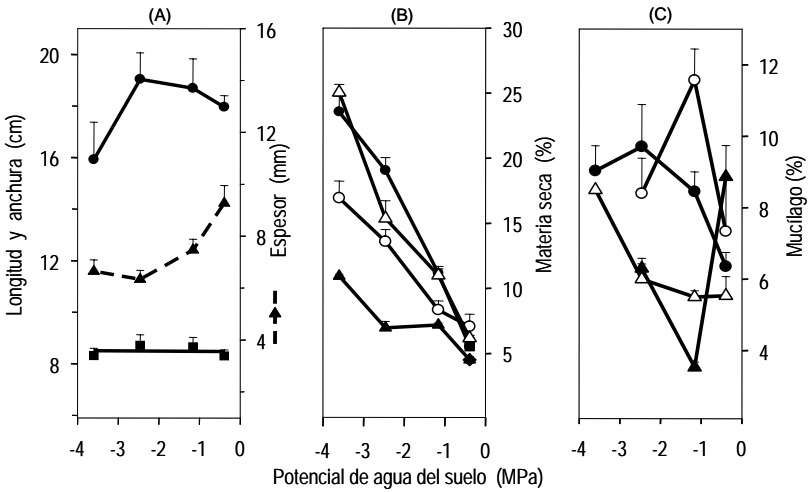 (A) (B) (C)
20
16
12
8
Longitud y anchura (cm)
16
12
8
4
Espesor (mm)
30
25
20
15
10
5
Materia seca (%)
12
10
8
6
4
Mucílago (%)
-4 -3 -2 -1 0
-4 -3 -2 -1 0
-4 -3 -2 -1 0
Potencial de agua del suelo (MPa)